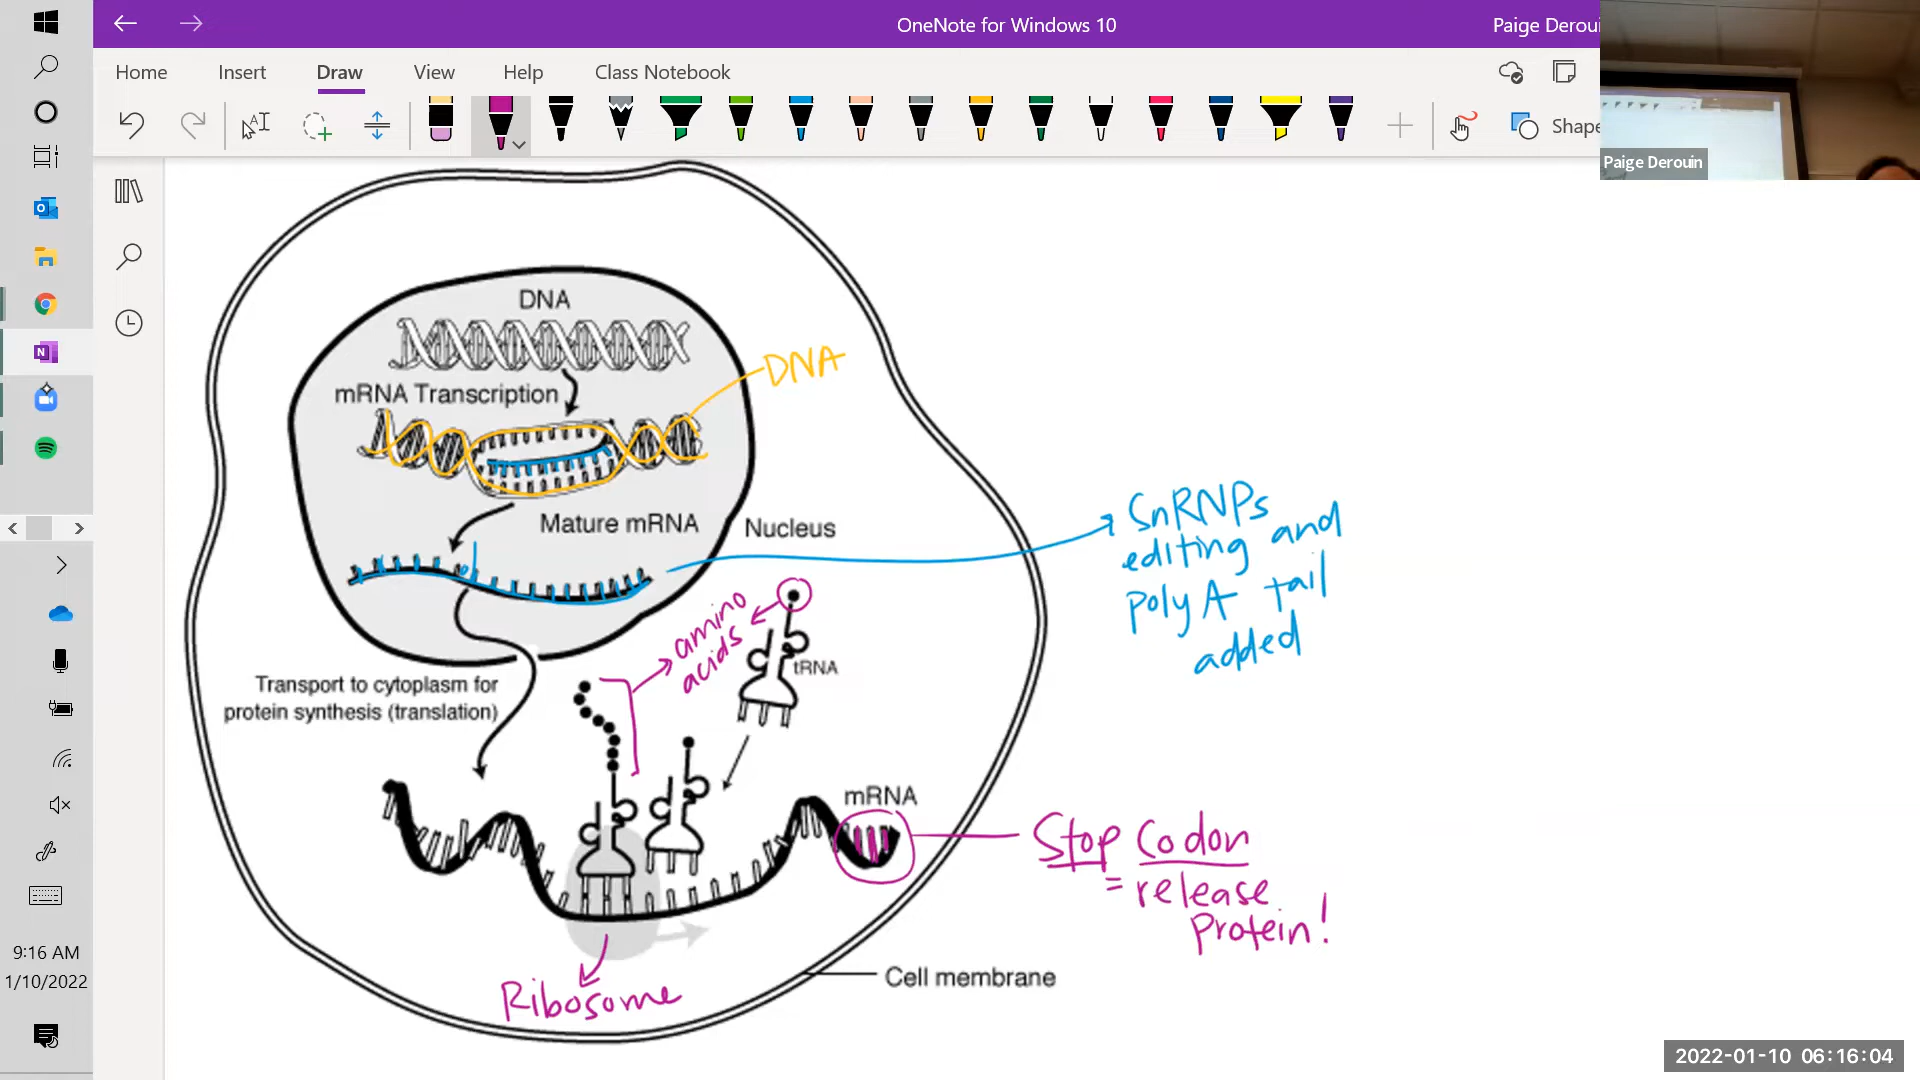 OneNote for Windows 10
Paige Deroui
Home Insert Draw View Help Class Notebook
Shape
Paige Derouin
DNA
mRNA Transcription
DNA
Mature mRNA
Nucleus
SnRNPs
editing and
poly A tail
added
amino
acids
tRNA
Transport to cytoplasm for
protein synthesis (translation)
mRNA
Stop Codon
= release
Protein!
Ribosome
Cell membrane
9:16 AM
1/10/2022
2022-01-10 06:16:04